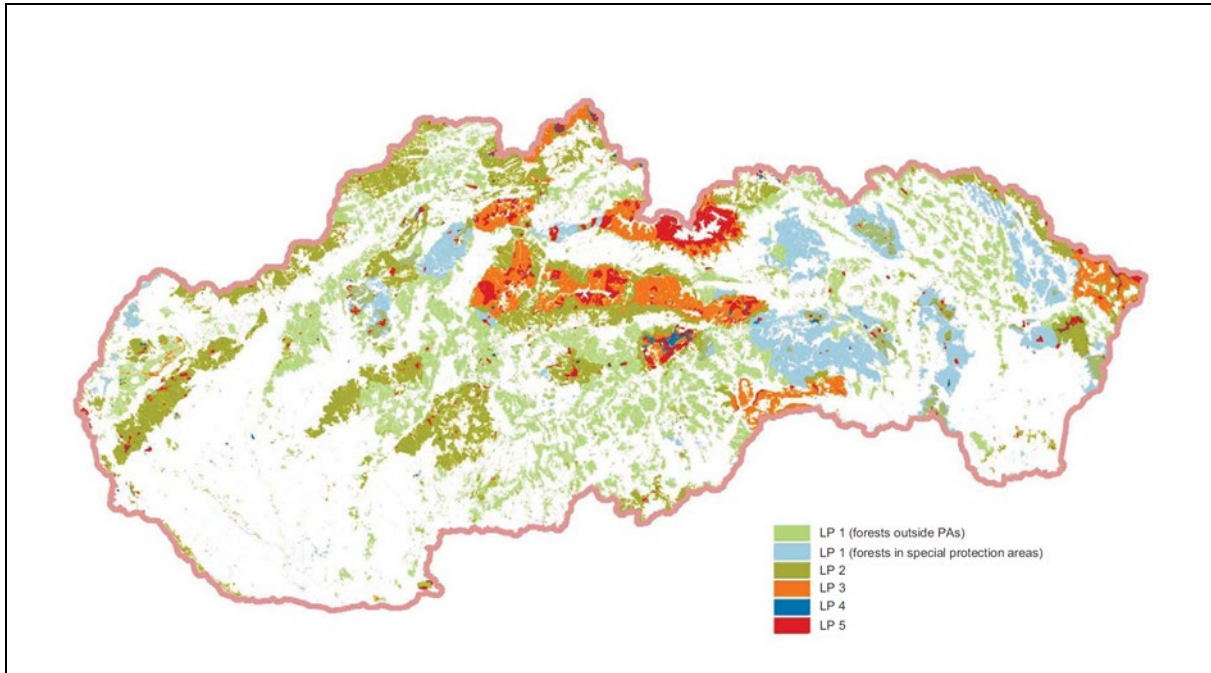 LP 1 (forests outside PAs)
LP 1 (forests in special protection areas)
LP 2
LP 3
LP 4
LP 5